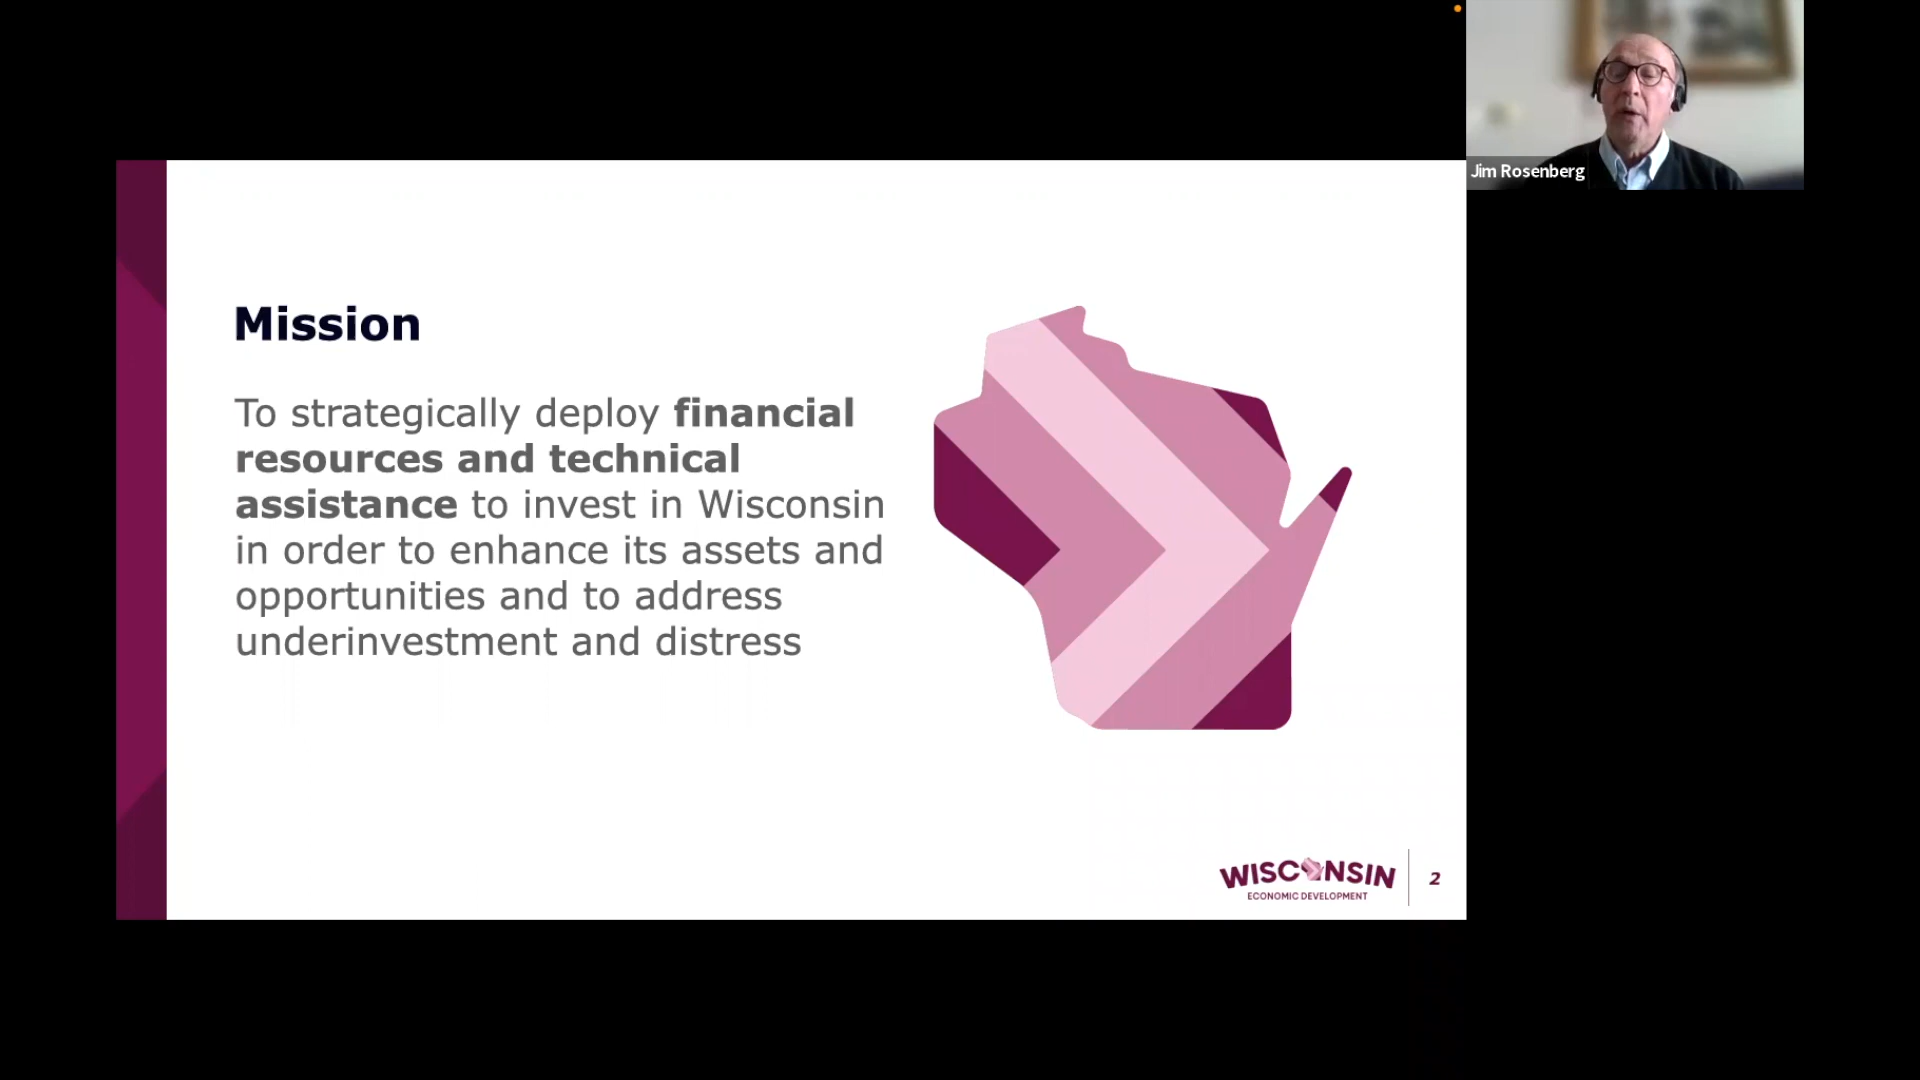 Jim Rosenberg
Mission
To strategically deploy financial
resources and technical
assistance to invest in Wisconsin
in order to enhance its assets and
opportunities and to address
underinvestment and distress
WISCONSIN
ECONOMIC DEVELOPMENT
2